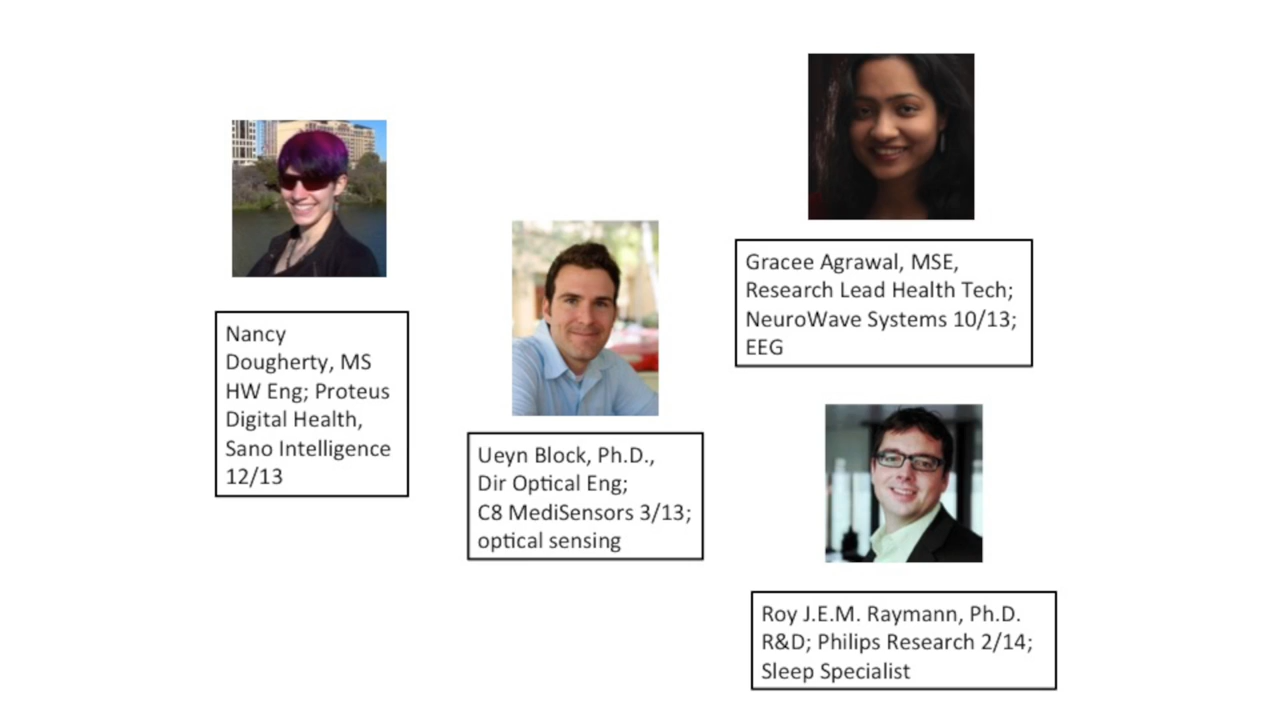 Nancy
Dougherty, MS
HW Eng; Proteus
Digital Health,
Sano Intelligence
12/13
Ueyn Block, Ph.D.,
Dir Optical Eng;
C8 MediSensors 3/13;
optical sensing
Gracee Agrawal, MSE,
Research Lead Health Tech;
NeuroWave Systems 10/13;
EEG
Roy J.E.M. Raymann, Ph.D.
R&D; Philips Research 2/14;
Sleep Specialist